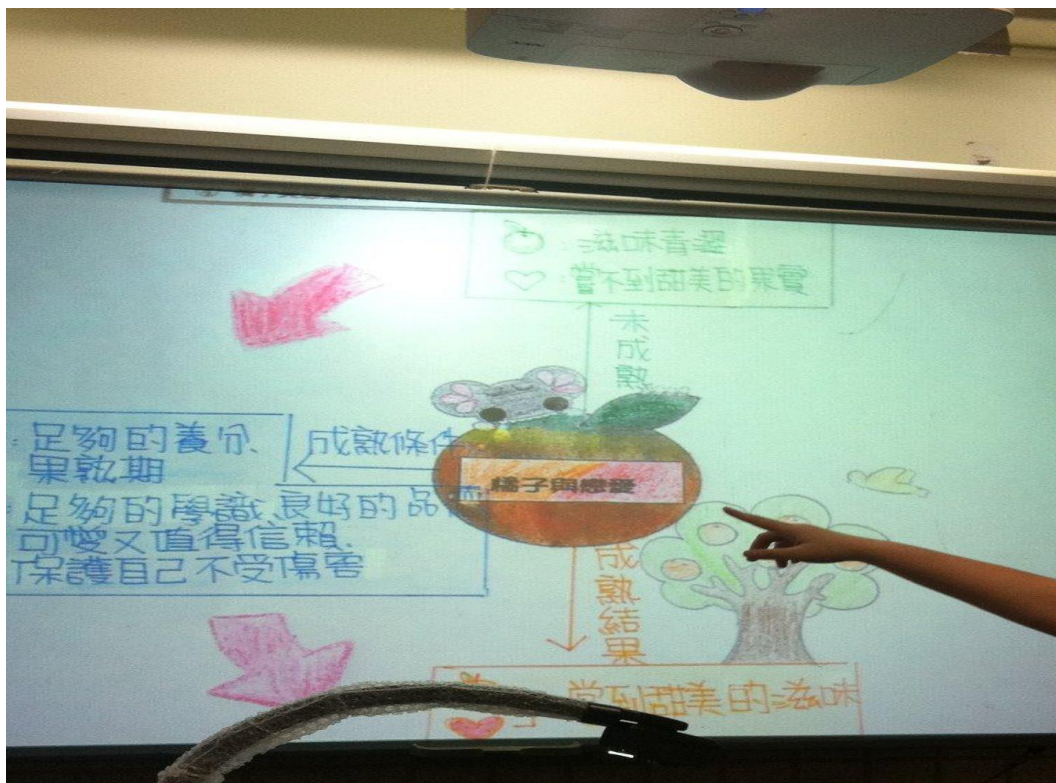 ：滋味青澀
：嘗不到甜美的果實
未成熟
成熟條件
：足夠的養分、
果熟期
：足夠的學識、良好的品
可愛又值得信賴、
保護自己不受傷害
橘子與戀愛
成熟結果
嘗到甜美的滋味